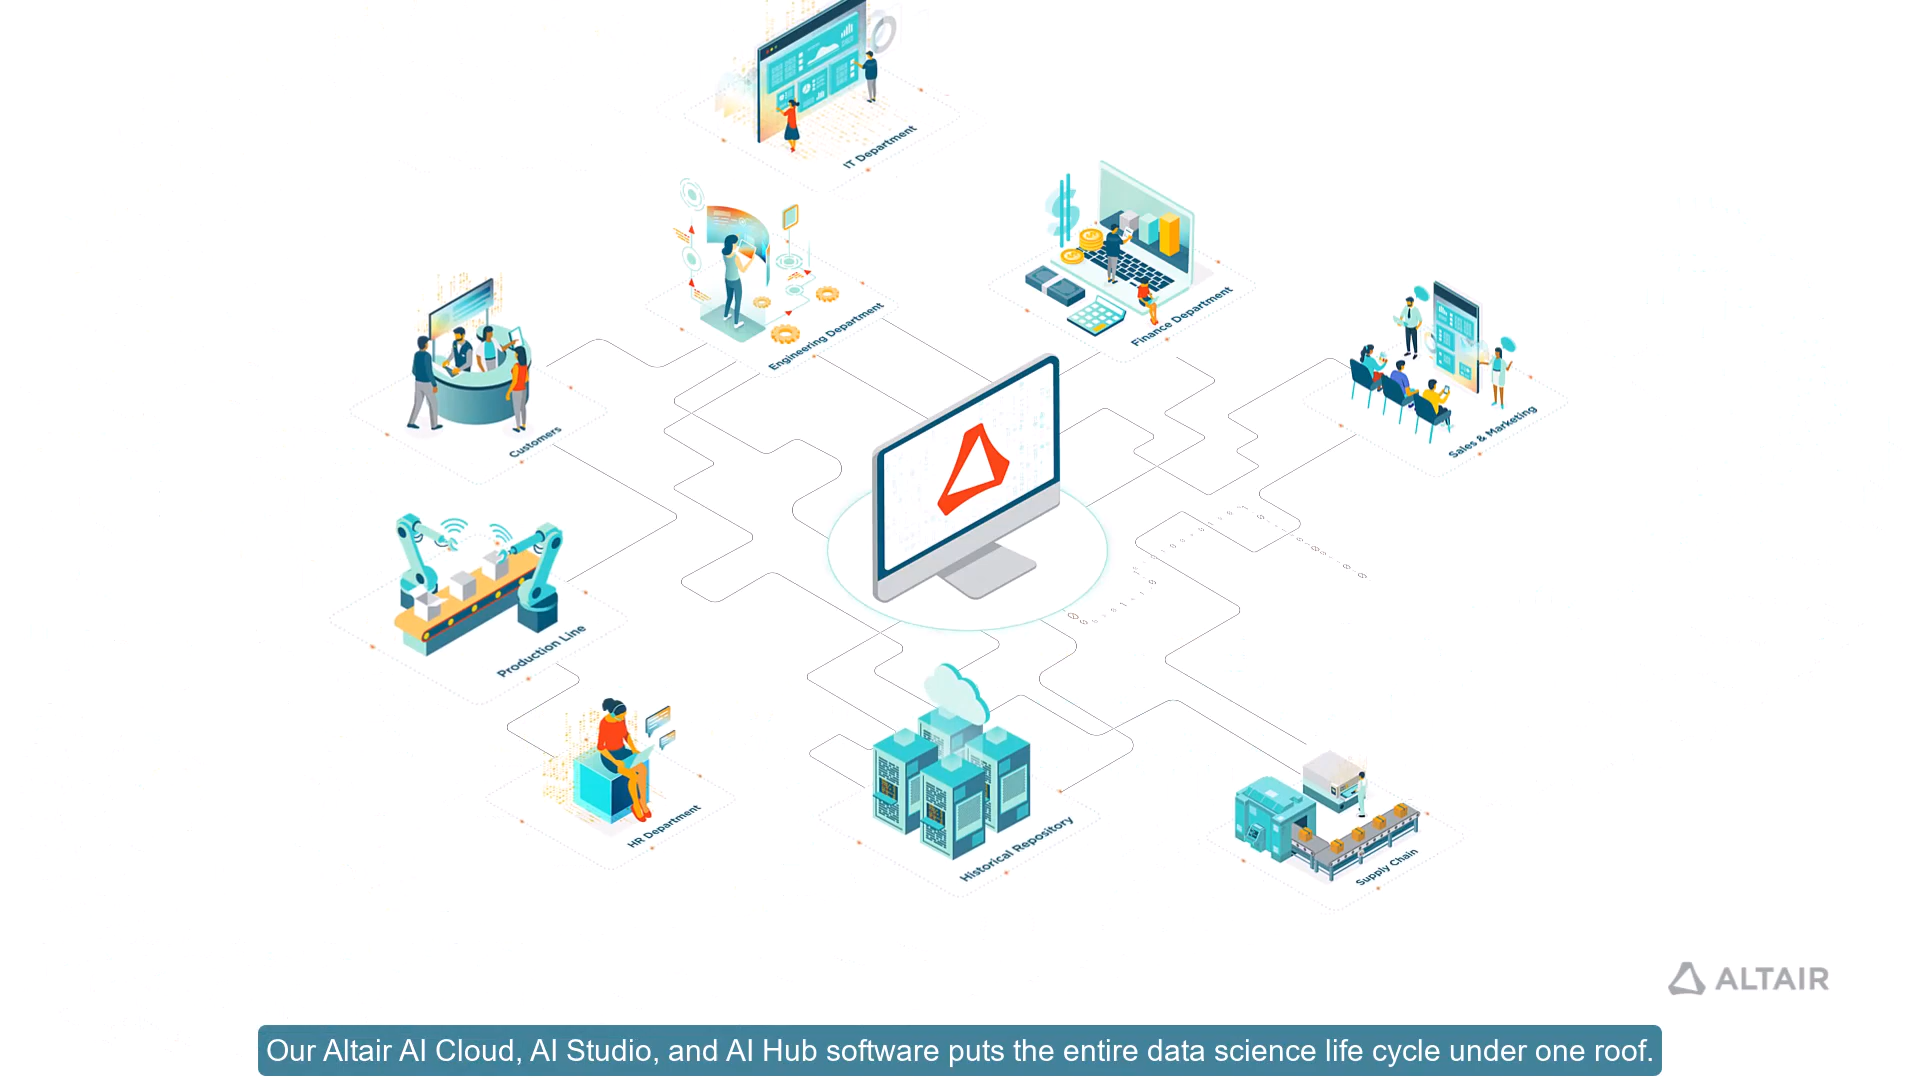 IT Department
Engineering Department
Finance Department
Customers
Sales & Marketing
Production Line
HR Department
Historical Repository
Supply Chain
ALTAIR
Our Altair AI Cloud, AI Studio, and AI Hub software puts the entire data science life cycle under one roof.